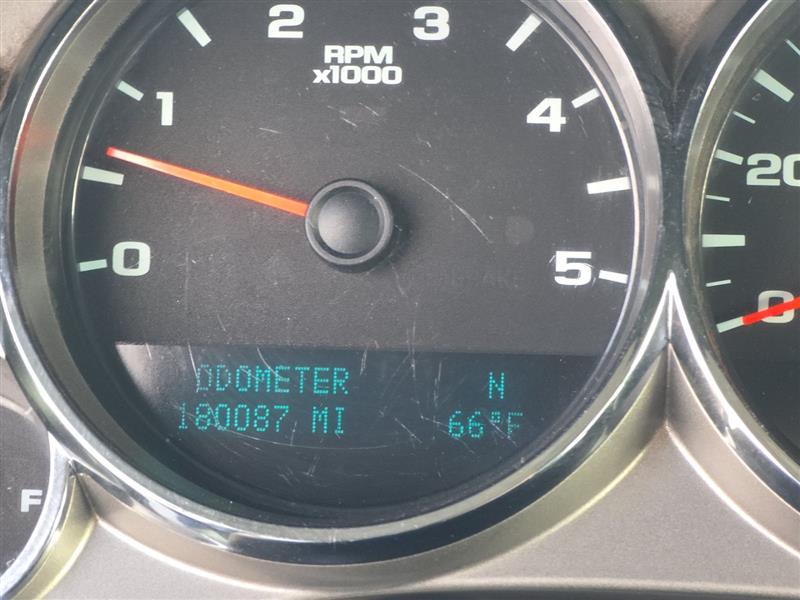 2 3
RPM
x1000
1 4
0 5
20
0
ODOMETER N
180087 MI 66°F
F